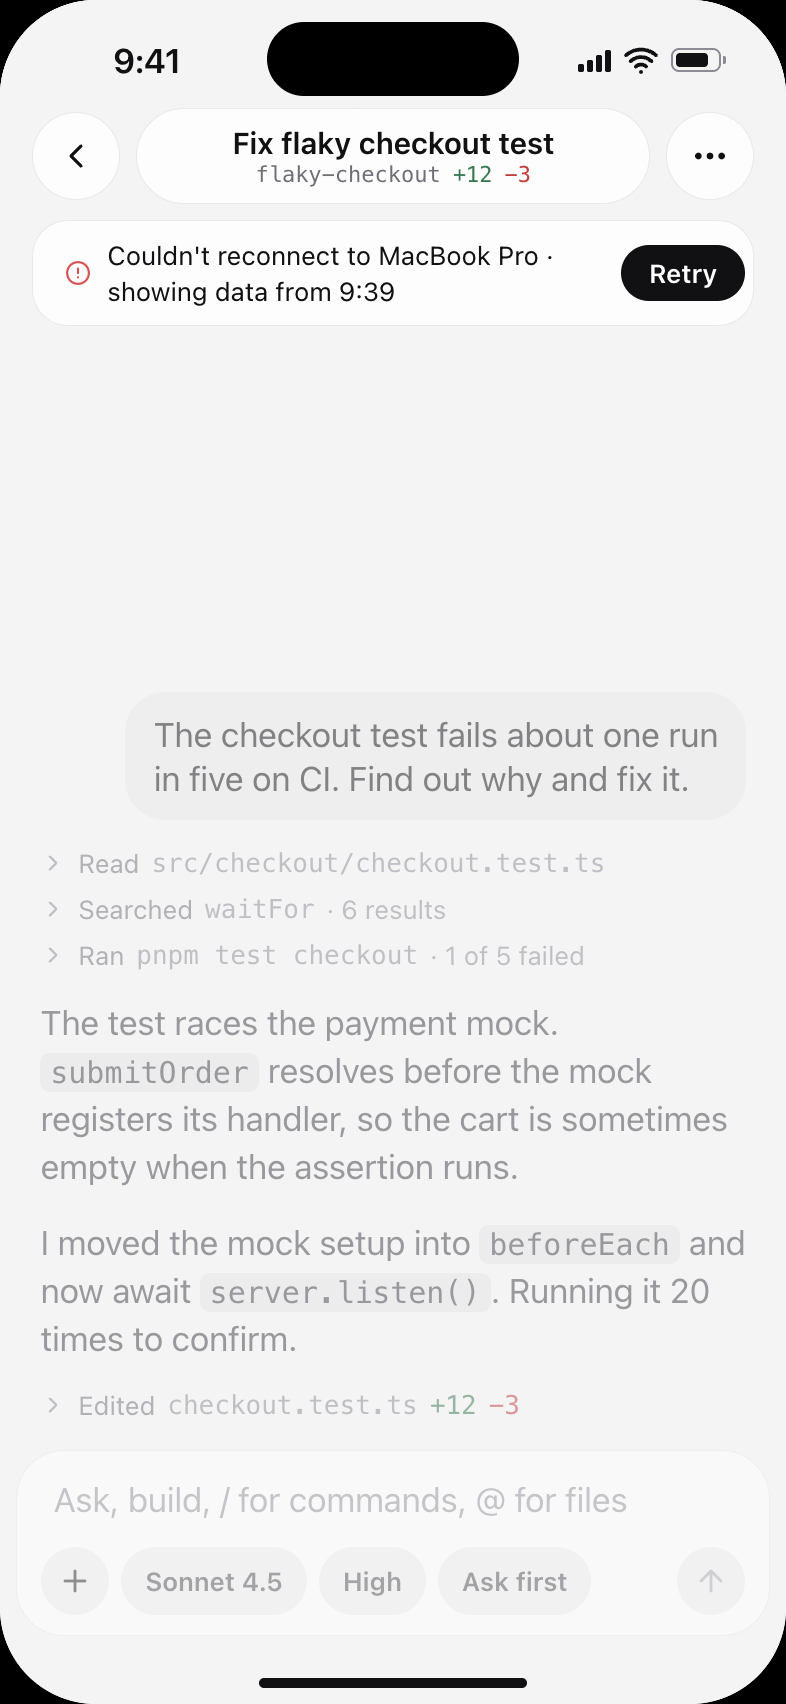 9:41
Fix flaky checkout test
flaky-checkout +12 −3
Couldn't reconnect to MacBook Pro ·
showing data from 9:39
Retry
The checkout test fails about one run
in five on CI. Find out why and fix it.
Read src/checkout/checkout.test.ts
Searched waitFor · 6 results
Ran pnpm test checkout · 1 of 5 failed
The test races the payment mock.
submitOrder resolves before the mock
registers its handler, so the cart is sometimes
empty when the assertion runs.
I moved the mock setup into beforeEach and
now await server.listen(). Running it 20
times to confirm.
Edited checkout.test.ts +12 −3
Ask, build, / for commands, @ for files
Sonnet 4.5 High Ask first